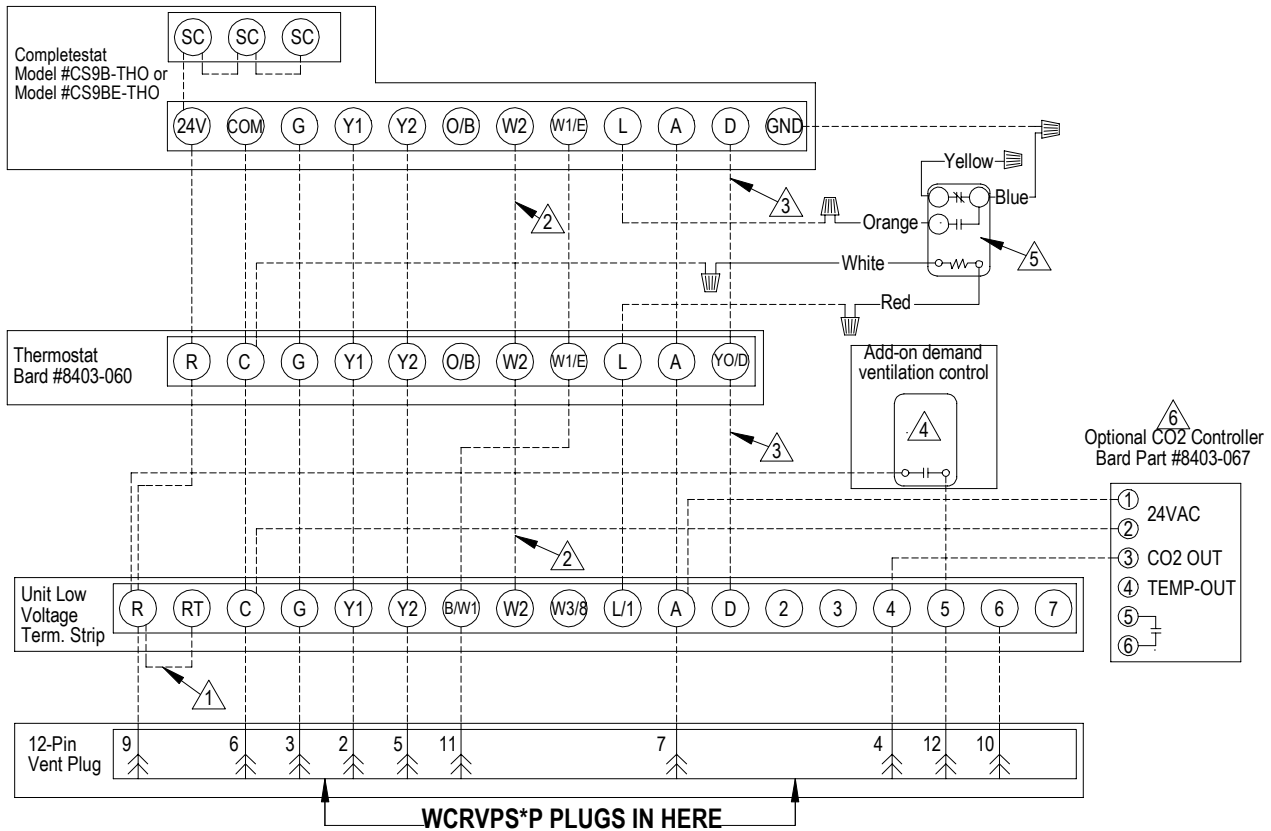 SC SC SC
Completestat
Model #CS9B-THO or
Model #CS9BE-THO
24V COM G Y1 Y2 O/B W2 W1/E L A D GND
Yellow
Blue
3
2
Orange
5
White
Red
Thermostat
Bard #8403-060
R C G Y1 Y2 O/B W2 W1/E L A YO/D
Add-on demand
ventilation control
4
3
6
Optional CO2 Controller
Bard Part #8403-067
1
24VAC
2
3 CO2 OUT
4 TEMP-OUT
5
6
2
Unit Low
Voltage
Term. Strip
R RT C G Y1 Y2 B/W1 W2 W3/8 L/1 A D 2 3 4 5 6 7
1
12-Pin
Vent Plug
9 6 3 2 5 11 7 4 12 10
WCRVPS*P PLUGS IN HERE